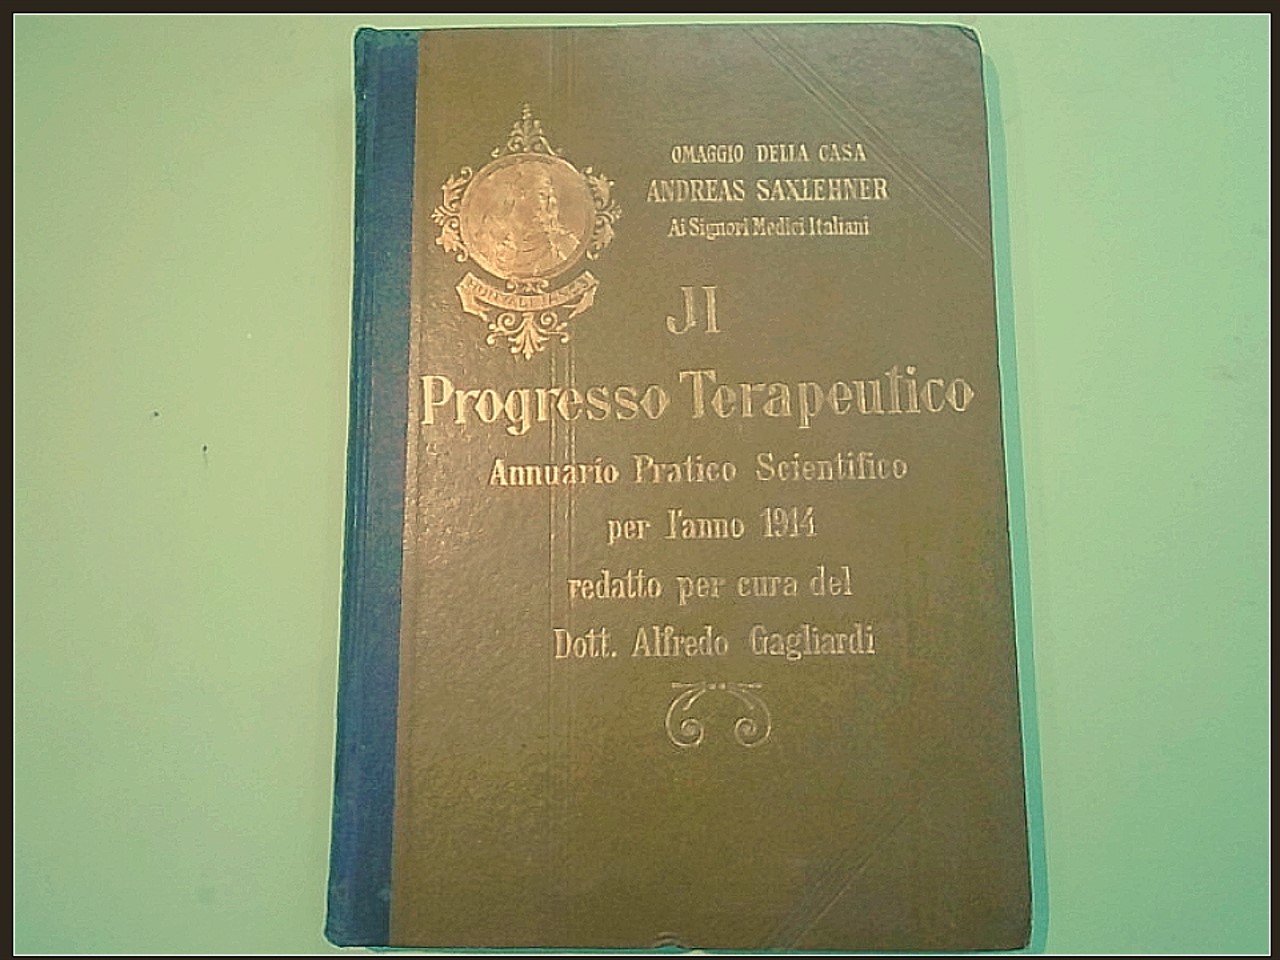 OMAGGIO DELLA CASA
ANDREAS SAXLEHNER
Ai Signori Medici Italiani
Il
Progresso Terapeutico
Annuario Pratico Scientifico
per l'anno 1914
redatto per cura del
Dott. Alfredo Gagliardi